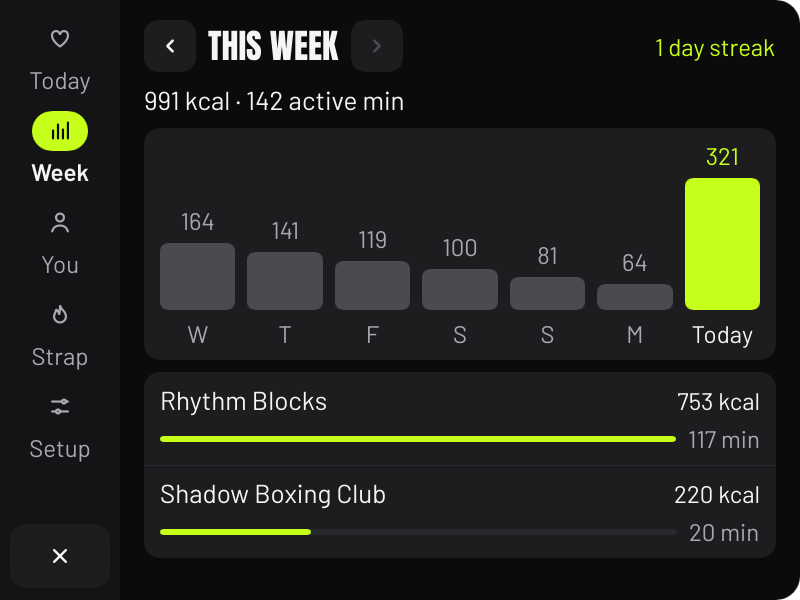 Today
Week
You
Strap
Setup
THIS WEEK
1 day streak
991 kcal · 142 active min
164
141
119
100
81
64
321
W
T
F
S
S
M
Today
Rhythm Blocks
753 kcal
117 min
Shadow Boxing Club
220 kcal
20 min